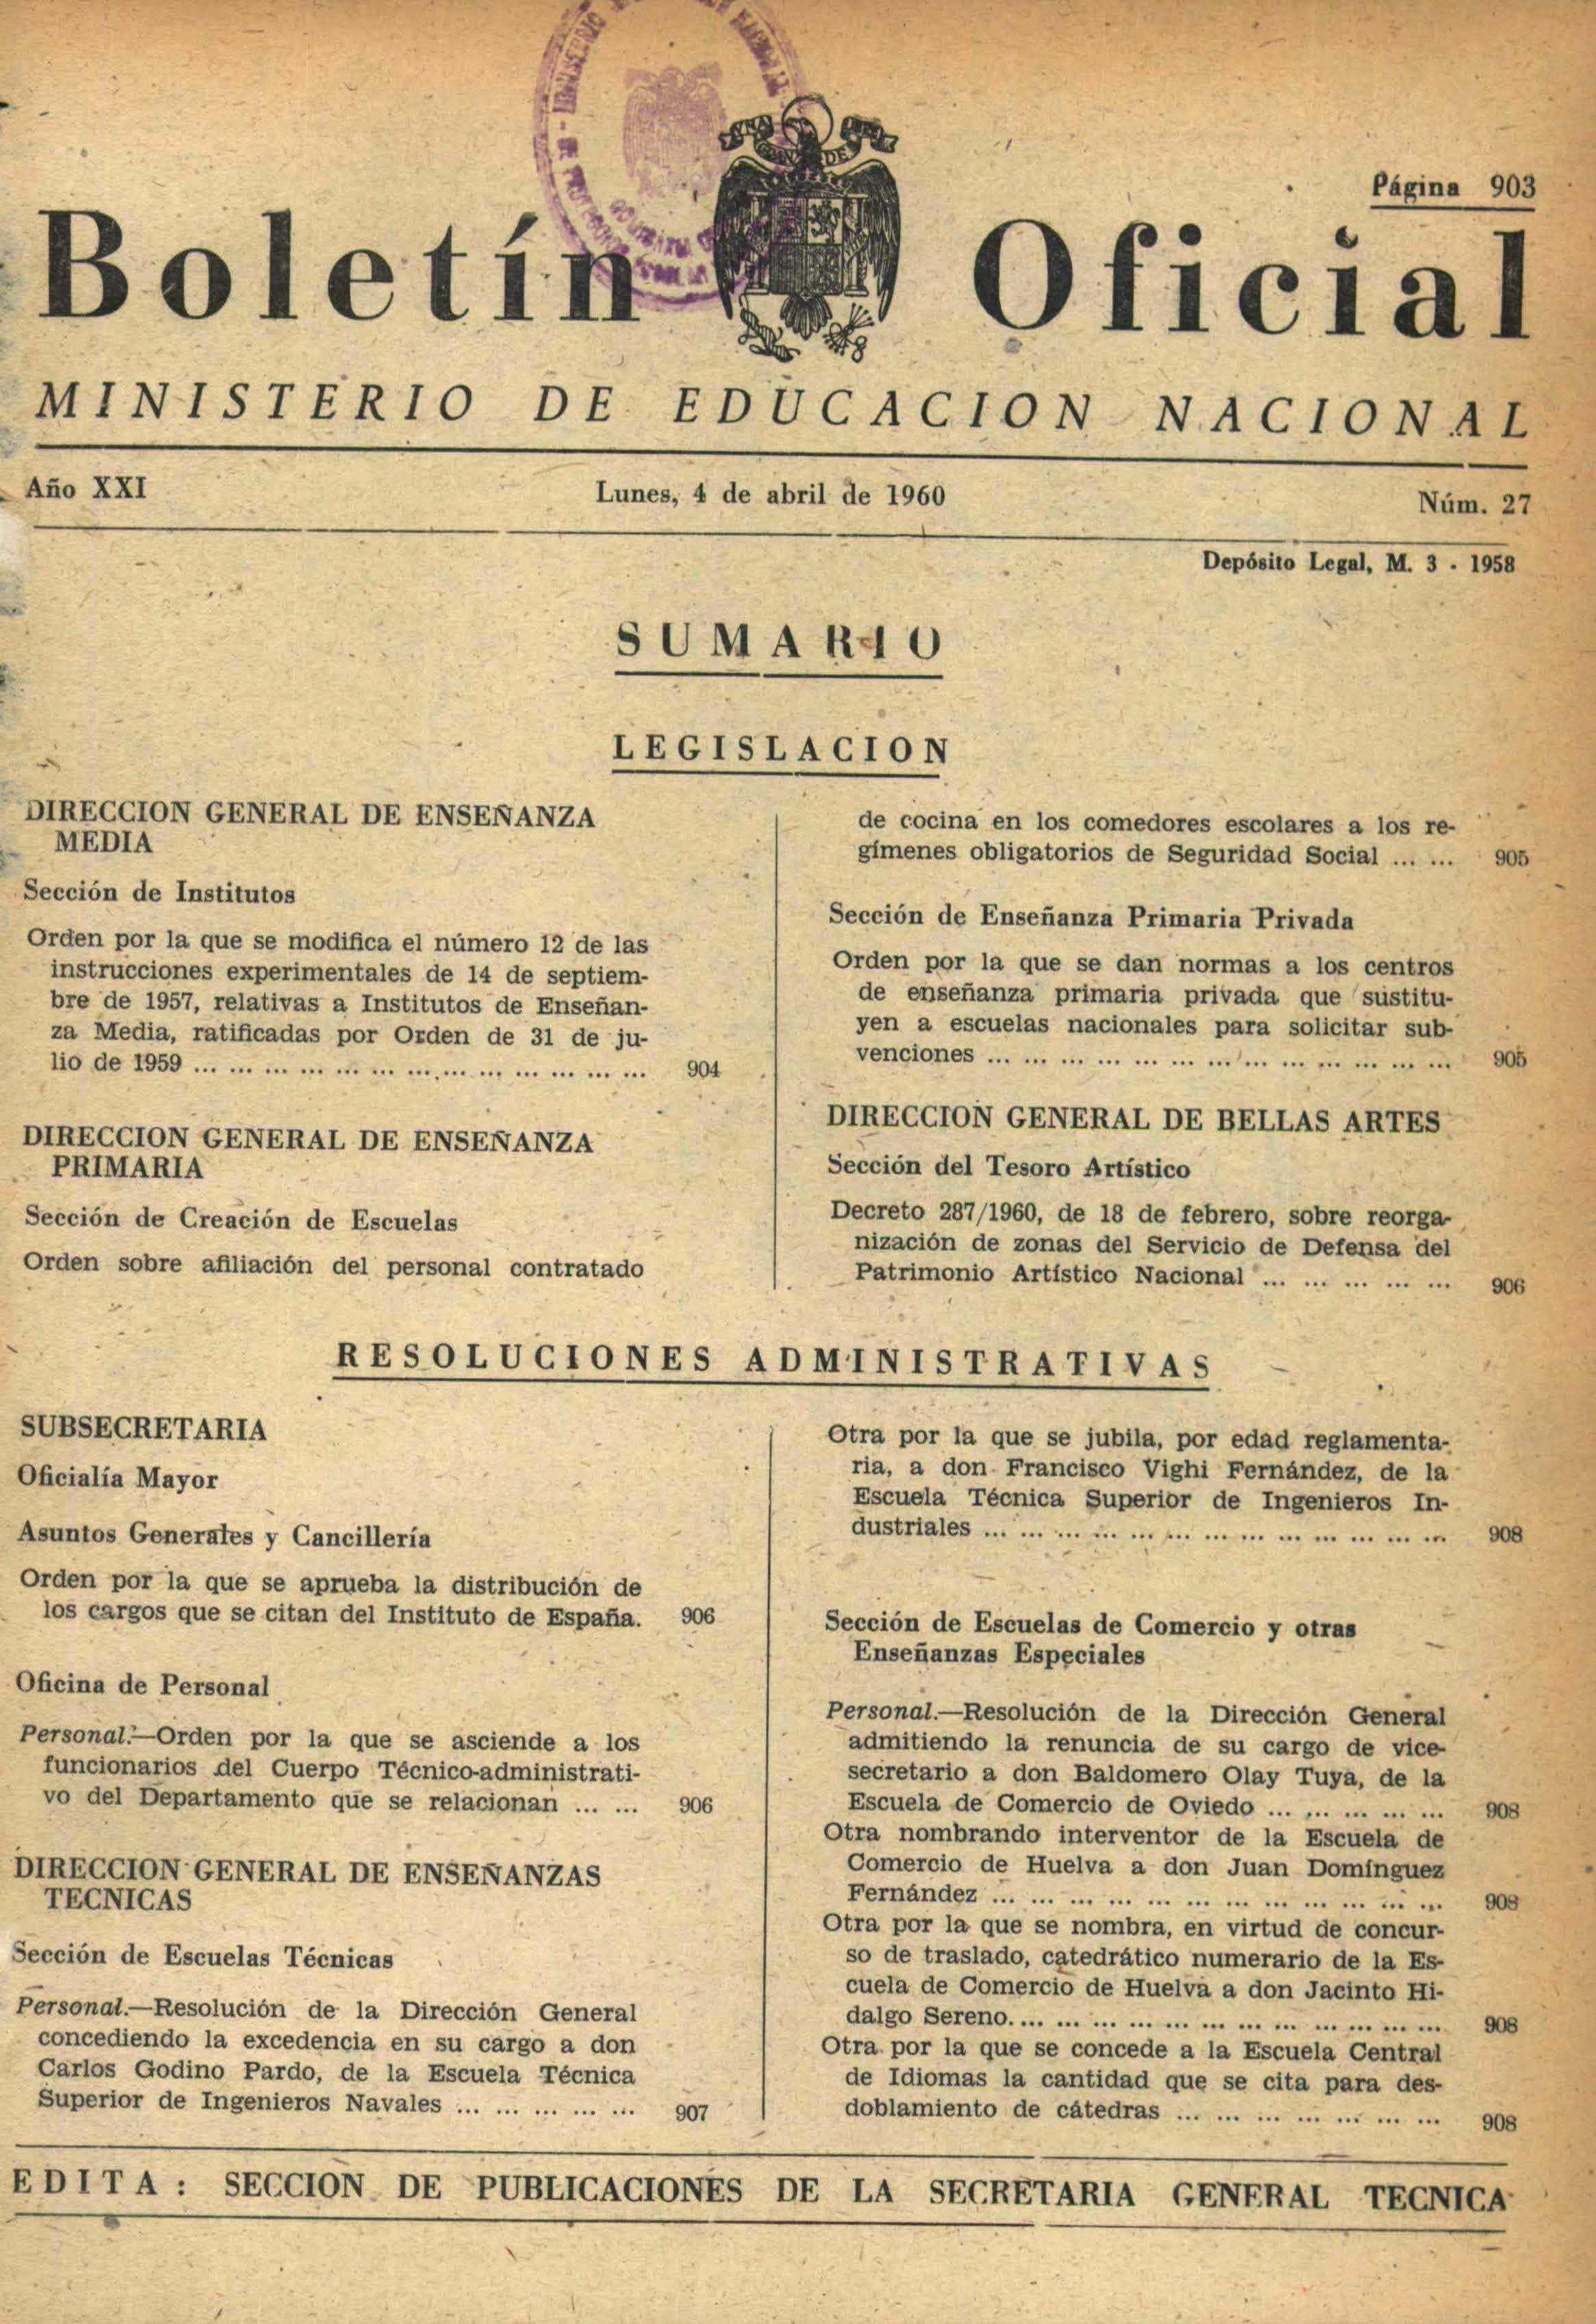 Página 903
Boletín Oficial
MINISTERIO DE EDUCACION NACIONAL
Año XXI
Lunes, 4 de abril de 1960
Núm. 27
Depósito Legal, M. 3 - 1958
SUMARIO
LEGISLACION
DIRECCION GENERAL DE ENSEÑANZA
MEDIA
Sección de Institutos
Orden por la que se modifica el número 12 de las
instrucciones experimentales de 14 de septiem-
bre de 1957, relativas a Institutos de Enseñan-
za Media, ratificadas por Orden de 31 de ju-
lio de 1959 ... ... ... ... ... ... ... ... ... ... ... ... ... 904
DIRECCION GENERAL DE ENSEÑANZA
PRIMARIA
Sección de Creación de Escuelas
Orden sobre afiliación del personal contratado
de cocina en los comedores escolares a los re-
gímenes obligatorios de Seguridad Social ... ... 905
Sección de Enseñanza Primaria Privada
Orden por la que se dan normas a los centros
de enseñanza primaria privada que sustitu-
yen a escuelas nacionales para solicitar sub-
venciones ... ... ... ... ... ... ... ... ... ... ... ... ... 905
DIRECCION GENERAL DE BELLAS ARTES
Sección del Tesoro Artístico
Decreto 287/1960, de 18 de febrero, sobre reorga-
nización de zonas del Servicio de Defensa del
Patrimonio Artístico Nacional ... ... ... ... ... 906
RESOLUCIONES ADMINISTRATIVAS
SUBSECRETARIA
Oficialía Mayor
Asuntos Generales y Cancillería
Orden por la que se aprueba la distribución de
los cargos que se citan del Instituto de España. 906
Oficina de Personal
Personal.—Orden por la que se asciende a los
funcionarios del Cuerpo Técnico-administrati-
vo del Departamento que se relacionan ... ... 906
DIRECCION GENERAL DE ENSEÑANZAS
TECNICAS
Sección de Escuelas Técnicas
Personal.—Resolución de la Dirección General
concediendo la excedencia en su cargo a don
Carlos Godino Pardo, de la Escuela Técnica
Superior de Ingenieros Navales ... ... ... ... ... 907
Otra por la que se jubila, por edad reglamenta-
ria, a don Francisco Vighi Fernández, de la
Escuela Técnica Superior de Ingenieros In-
dustriales ... ... ... ... ... ... ... ... ... ... ... ... ... 908
Sección de Escuelas de Comercio y otras
Enseñanzas Especiales
Personal.—Resolución de la Dirección General
admitiendo la renuncia de su cargo de vice-
secretario a don Baldomero Olay Tuya, de la
Escuela de Comercio de Oviedo ... ... ... ... ... 908
Otra nombrando interventor de la Escuela de
Comercio de Huelva a don Juan Domínguez
Fernández ... ... ... ... ... ... ... ... ... ... ... ... 908
Otra por la que se nombra, en virtud de concur-
so de traslado, catedrático numerario de la Es-
cuela de Comercio de Huelva a don Jacinto Hi-
dalgo Sereno. ... ... ... ... ... ... ... ... ... ... ... ... 908
Otra por la que se concede a la Escuela Central
de Idiomas la cantidad que se cita para des-
doblamiento de cátedras ... ... ... ... ... ... ... 908
EDITA: SECCION DE PUBLICACIONES DE LA SECRETARIA GENERAL TECNICA